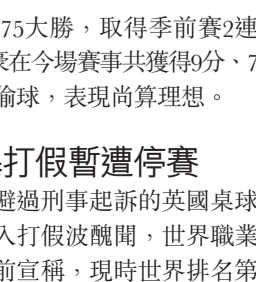 75大勝，取得季前賽2連
豪在今場賽事共獲得9分、7
偷球，表現尚算理想。
打假暫遭停賽
避過刑事起訴的英國桌球
入打假波醜聞，世界職業
前宣稱，現時世界排名第